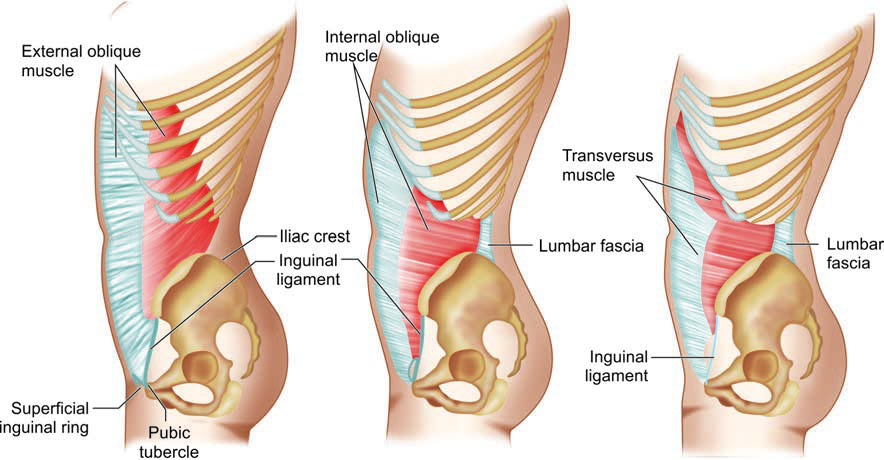 External oblique
muscle
Iliac crest
Inguinal
ligament
Superficial
inguinal ring
Pubic
tubercle
Internal oblique
muscle
Lumbar fascia
Transversus
muscle
Lumbar
fascia
Inguinal
ligament